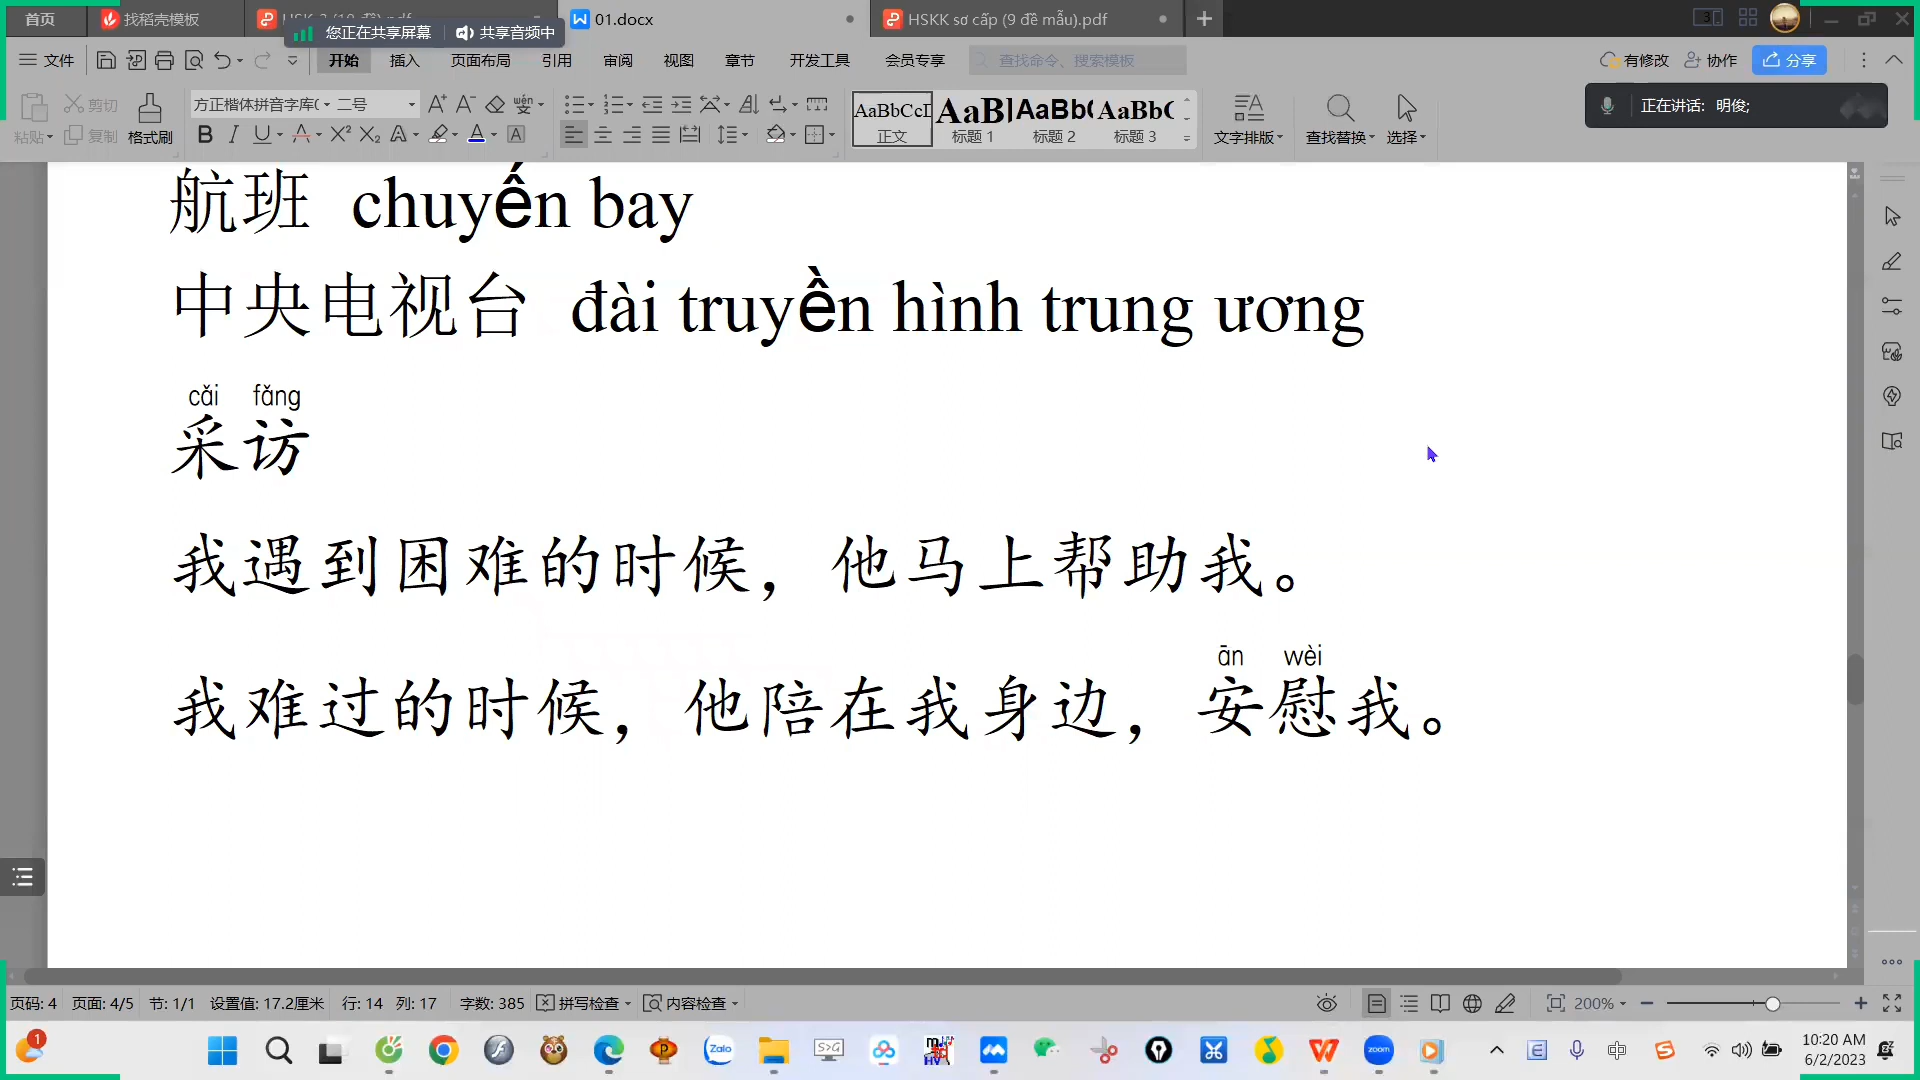 首页 找稻壳模板 01.docx HSKK sơ cấp (9 đề mẫu).pdf
您正在共享屏幕 共享音频中
文件 开始 插入 页面布局 引用 审阅 视图 章节 开发工具 会员专享 查找命令、搜索模板 有修改 协作 分享
粘贴 剪切 复制 格式刷 方正楷体拼音字库( 二号
AaBbCcD 正文 AaBl 标题 1 AaBb( 标题 2 AaBbC 标题 3 文字排版 查找替换 选择
正在讲话: 明俊;
航班 chuyến bay
中央电视台 đài truyền hình trung ương
cǎi fǎng
采访
我遇到困难的时候，他马上帮助我。
ān wèi
我难过的时候，他陪在我身边，安慰我。
页码: 4 页面: 4/5 节: 1/1 设置值: 17.2厘米 行: 14 列: 17 字数: 385 拼写检查 内容检查 200%
1 Zalo zoom 中 10:20 AM
6/2/2023